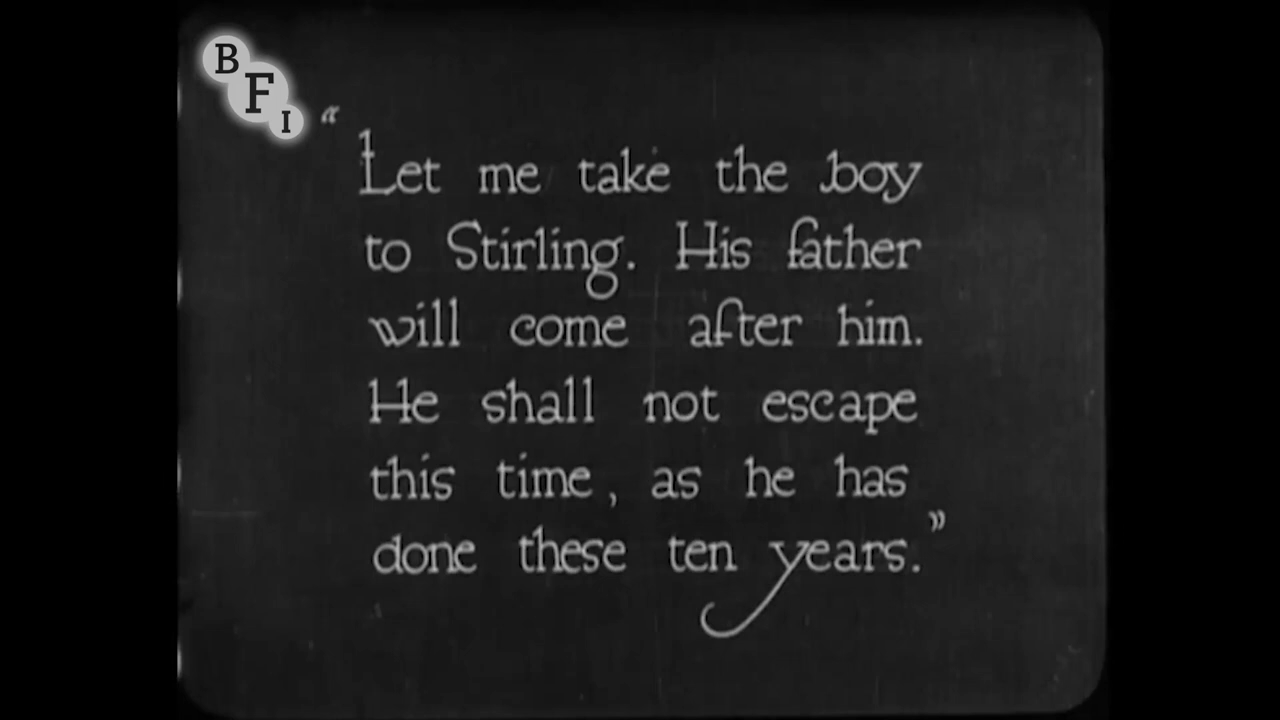 BFI
“Let me take the boy
to Stirling. His father
will come after him.
He shall not escape
this time, as he has
done these ten years.”